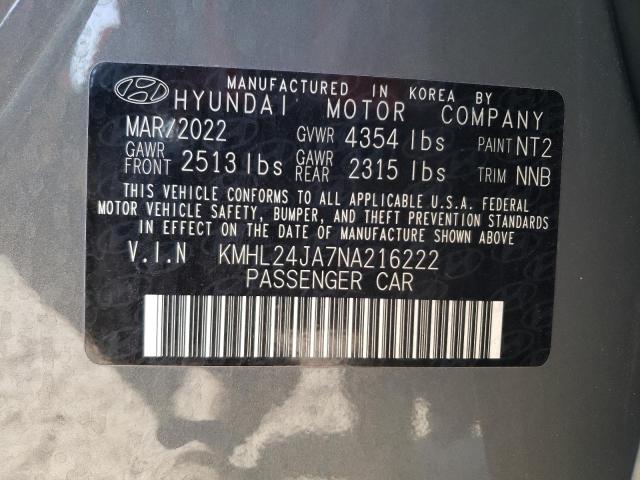 MANUFACTURED IN KOREA BY
HYUNDAI MOTOR COMPANY
MAR/2022 GVWR 4354 lbs PAINT NT2
GAWR FRONT 2513 lbs GAWR REAR 2315 lbs TRIM NNB
THIS VEHICLE CONFORMS TO ALL APPLICABLE U.S.A. FEDERAL
MOTOR VEHICLE SAFETY, BUMPER, AND THEFT PREVENTION STANDARDS
IN EFFECT ON THE DATE OF MANUFACTURE SHOWN ABOVE
V.I.N KMHL24JA7NA216222
PASSENGER CAR